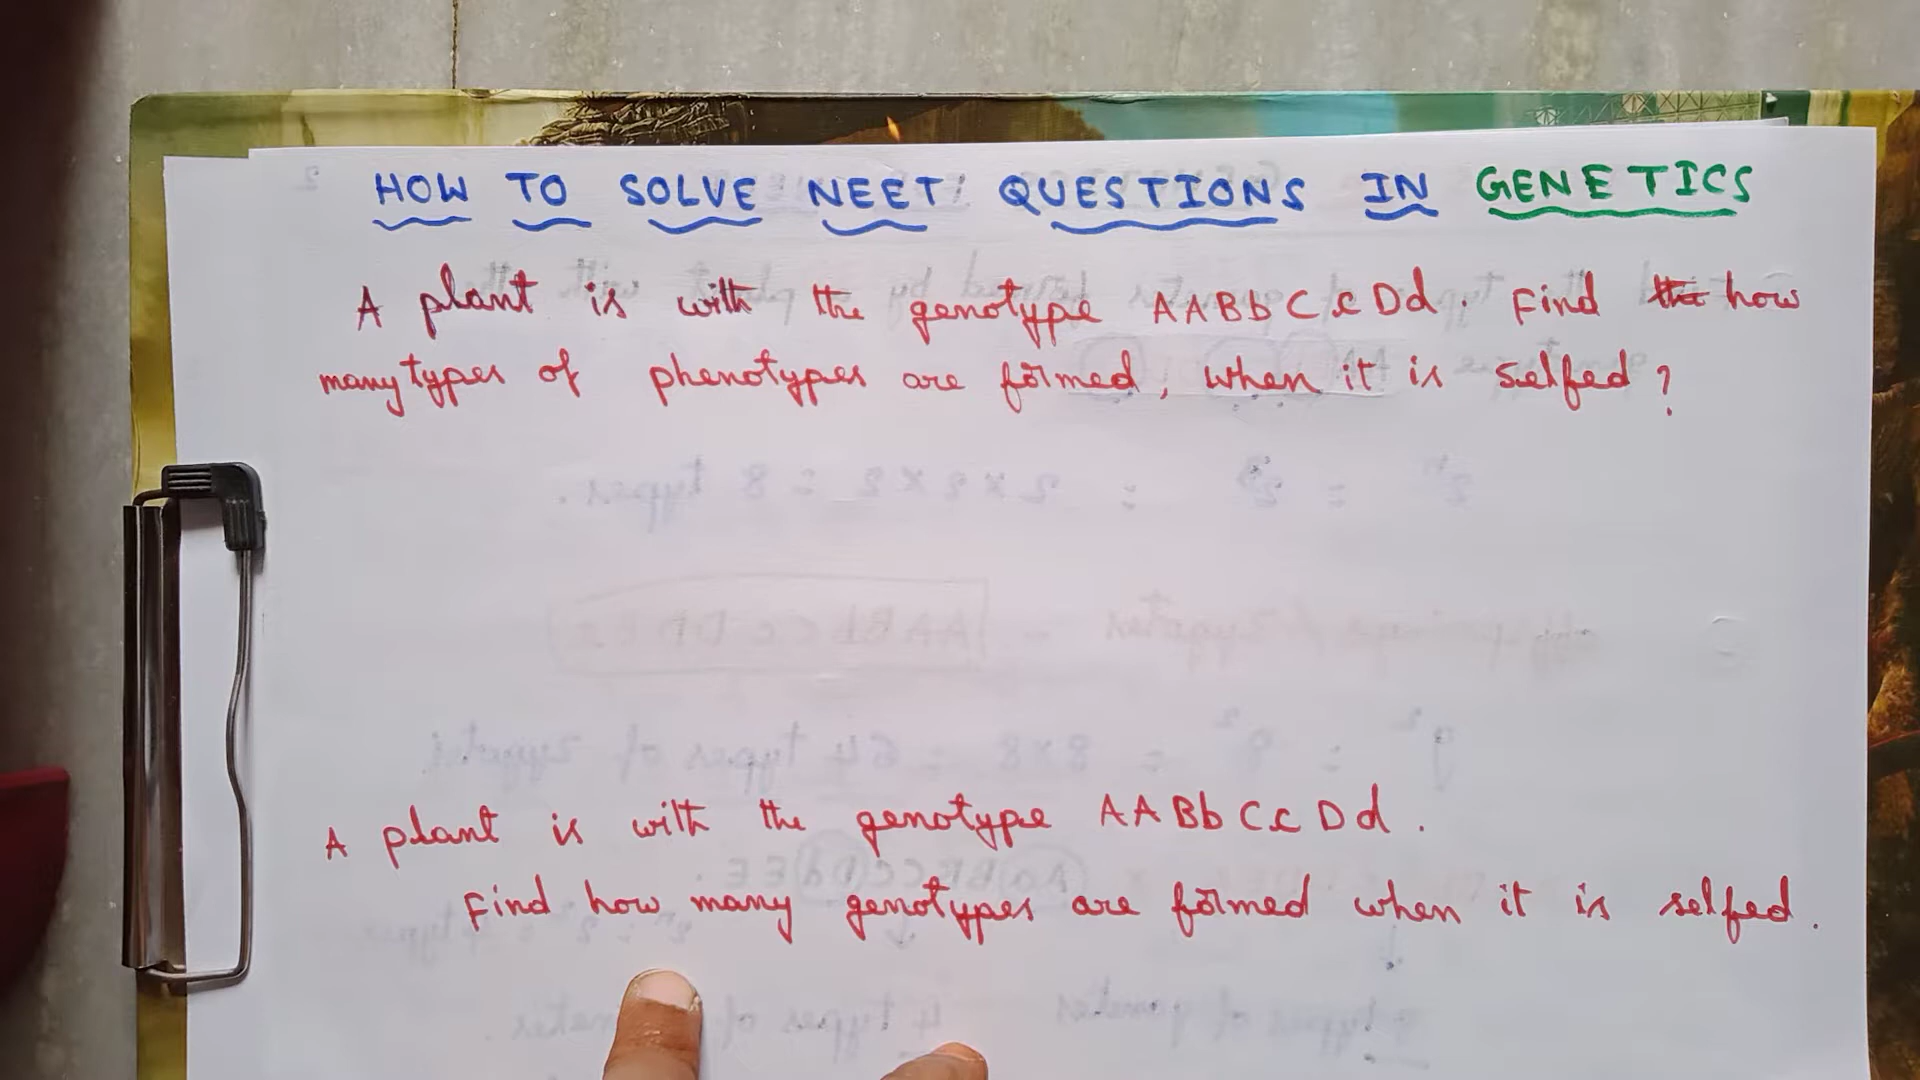 HOW TO SOLVE NEET QUESTIONS IN GENETICS
A plant is with the genotype AABbCcDd. Find the how
many types of phenotypes are formed, when it is selfed?
A plant is with the genotype AABbCcDd.
Find how many genotypes are formed when it is selfed.